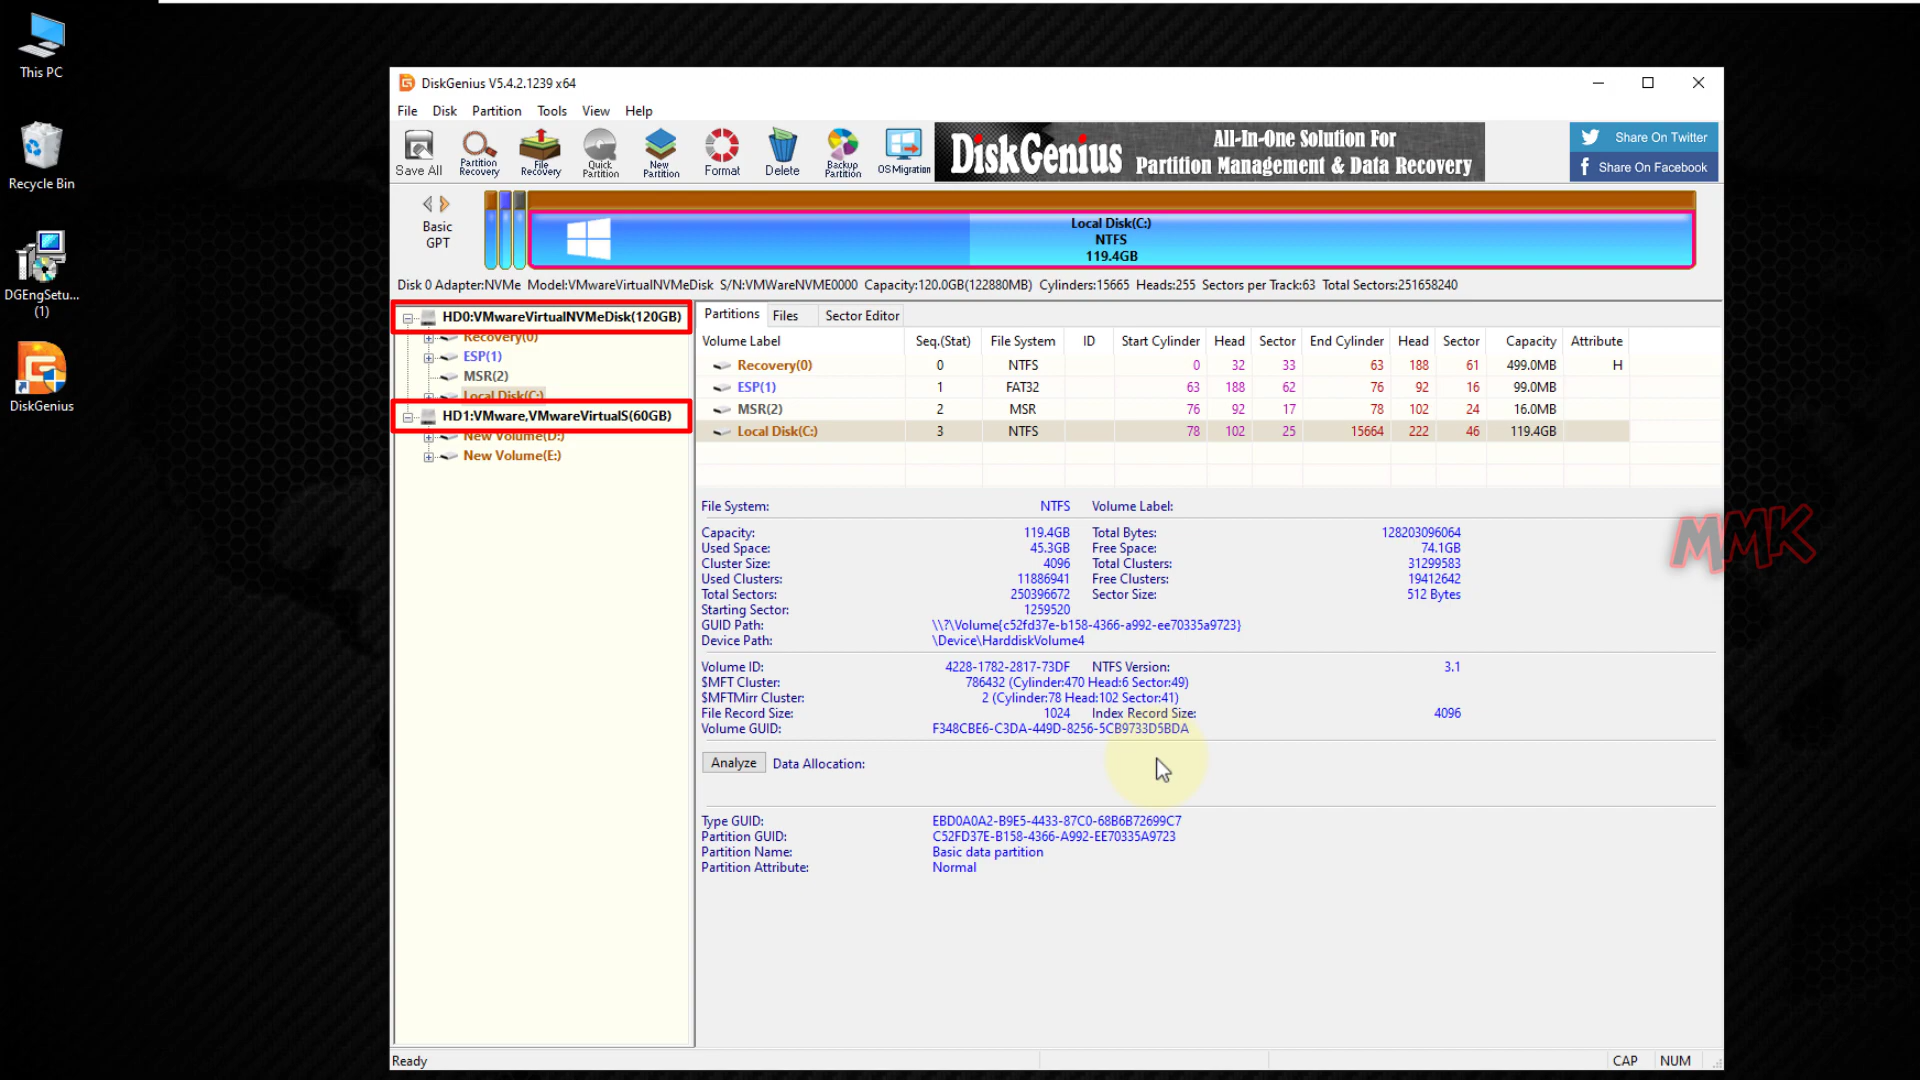 This PC
Recycle Bin
DGEngSetu...
(1)
DiskGenius
DiskGenius V5.4.2.1239 x64
File Disk Partition Tools View Help
Save All
Partition Recovery
File Recovery
Quick Partition
New Partition
Format
Delete
Backup Partition
OS Migration
DiskGenius
All-In-One Solution For
Partition Management & Data Recovery
Share On Twitter
Share On Facebook
Basic
GPT
Local Disk(C:)
NTFS
119.4GB
Disk 0 Adapter:NVMe Model:VMwareVirtualNVMeDisk S/N:VMWareNVME0000 Capacity:120.0GB(122880MB) Cylinders:15665 Heads:255 Sectors per Track:63 Total Sectors:251658240
HD0:VMwareVirtualNVMeDisk(120GB)
Recovery(0)
ESP(1)
MSR(2)
Local Disk(C:)
HD1:VMware,VMwareVirtualS(60GB)
New Volume(D:)
New Volume(E:)
Partitions Files Sector Editor
Volume Label Seq.(Stat) File System ID Start Cylinder Head Sector End Cylinder Head Sector Capacity Attribute
Recovery(0) 0 NTFS 0 32 33 63 188 61 499.0MB H
ESP(1) 1 FAT32 63 188 62 76 92 16 99.0MB
MSR(2) 2 MSR 76 92 17 78 102 24 16.0MB
Local Disk(C:) 3 NTFS 78 102 25 15664 222 46 119.4GB
File System: NTFS Volume Label:
Capacity: 119.4GB Total Bytes: 128203096064
Used Space: 45.3GB Free Space: 74.1GB
Cluster Size: 4096 Total Clusters: 31299583
Used Clusters: 11886941 Free Clusters: 19412642
Total Sectors: 250396672 Sector Size: 512 Bytes
Starting Sector: 1259520
GUID Path: \\?\Volume{c52fd37e-b158-4366-a992-ee70335a9723}
Device Path: \Device\HarddiskVolume4
Volume ID: 4228-1782-2817-73DF NTFS Version: 3.1
$MFT Cluster: 786432 (Cylinder:470 Head:6 Sector:49)
$MFTMirr Cluster: 2 (Cylinder:78 Head:102 Sector:41)
File Record Size: 1024 Index Record Size: 4096
Volume GUID: F348CBE6-C3DA-449D-8256-5CB9733D5BDA
Analyze Data Allocation:
Type GUID: EBD0A0A2-B9E5-4433-87C0-68B6B72699C7
Partition GUID: C52FD37E-B158-4366-A992-EE70335A9723
Partition Name: Basic data partition
Partition Attribute: Normal
MMK
Ready CAP NUM